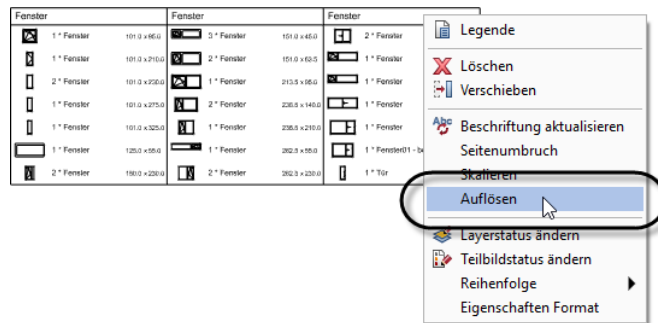 Fenster Fenster Fenster
1 * Fenster 101.0 x 95.0 3 * Fenster 151.0 x 45.0 2 * Fenster
1 * Fenster 101.0 x 210.0 2 * Fenster 151.0 x 62.5 1 * Fenster
2 * Fenster 101.0 x 230.0 1 * Fenster 213.5 x 95.0 1 * Fenster
1 * Fenster 101.0 x 275.0 2 * Fenster 238.5 x 140.0 1 * Fenster
1 * Fenster 101.0 x 325.0 1 * Fenster 238.5 x 210.0 1 * Fenster
1 * Fenster 125.0 x 55.0 1 * Fenster 262.5 x 55.0 1 * Fenster01 - b
2 * Fenster 150.0 x 230.0 2 * Fenster 262.5 x 230.0 1 * Tür
Legende
Löschen
Verschieben
Abc Beschriftung aktualisieren
Seitenumbruch
Skalieren
Auflösen
Layerstatus ändern
Teilbildstatus ändern
Reihenfolge
Eigenschaften Format